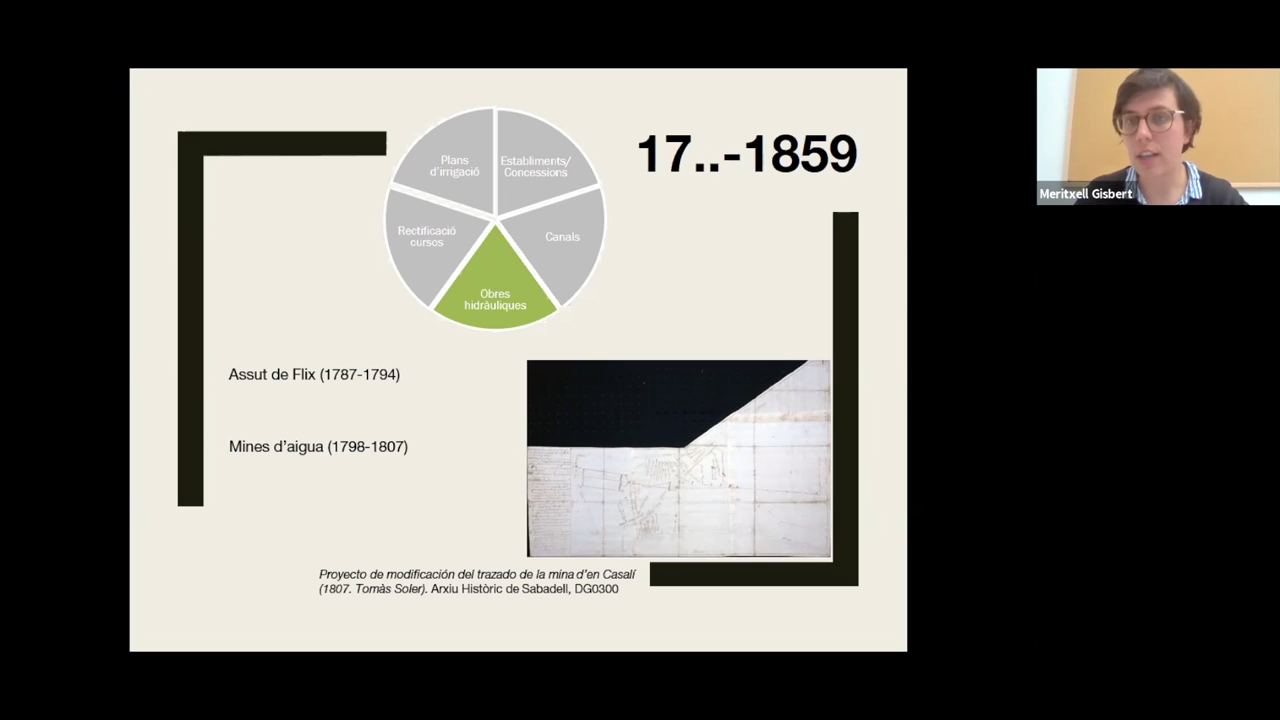 17..-1859
Plans
d'irrigació
Establiments/
Concessions
Rectificació
cursos
Canals
Obres
hidràuliques
Assut de Flix (1787-1794)
Mines d'aigua (1798-1807)
Proyecto de modificación del trazado de la mina d'en Casalí
(1807. Tomàs Soler). Arxiu Històric de Sabadell, DG0300
Meritxell Gisbert